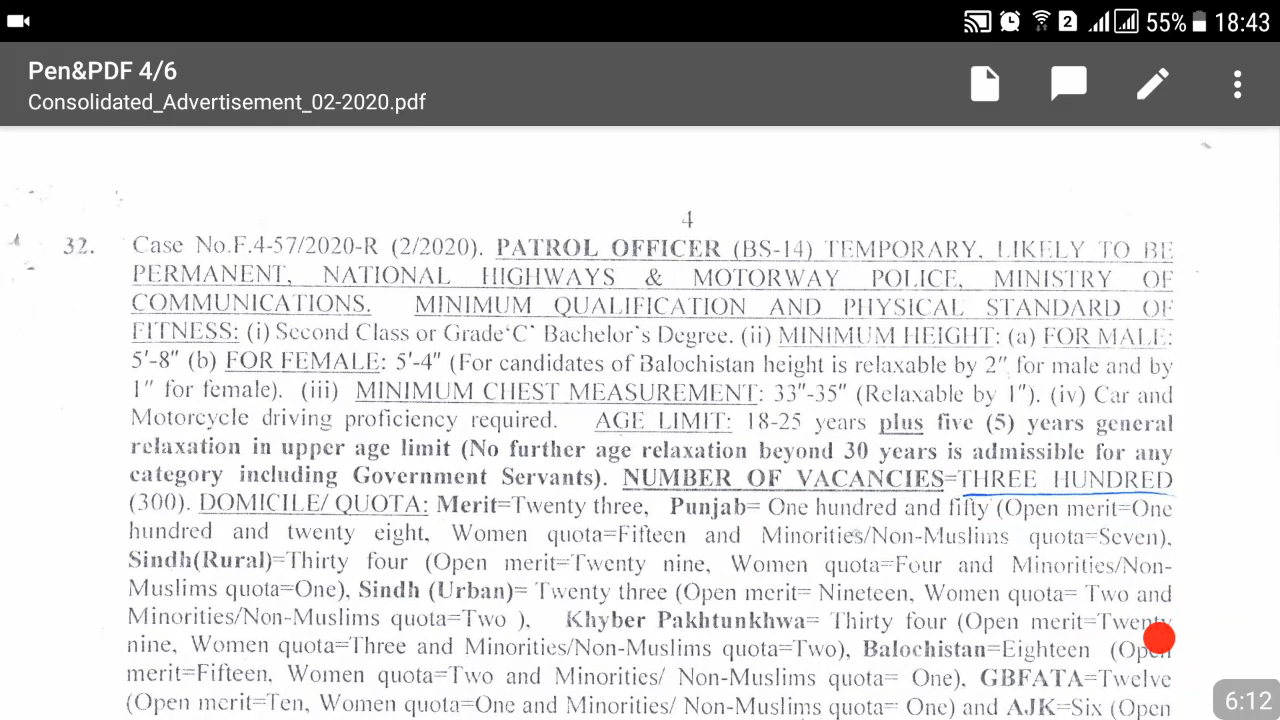 2 55% 18:43
Pen&PDF 4/6
Consolidated_Advertisement_02-2020.pdf
4
32. Case No.F.4-57/2020-R (2/2020). PATROL OFFICER (BS-14) TEMPORARY, LIKELY TO BE
PERMANENT, NATIONAL HIGHWAYS & MOTORWAY POLICE, MINISTRY OF
COMMUNICATIONS. MINIMUM QUALIFICATION AND PHYSICAL STANDARD OF
FITNESS: (i) Second Class or Grade‘C’ Bachelor’s Degree. (ii) MINIMUM HEIGHT: (a) FOR MALE:
5′-8″ (b) FOR FEMALE: 5′-4″ (For candidates of Balochistan height is relaxable by 2″ for male and by
1″ for female). (iii) MINIMUM CHEST MEASUREMENT: 33″-35″ (Relaxable by 1″). (iv) Car and
Motorcycle driving proficiency required. AGE LIMIT: 18-25 years plus five (5) years general
relaxation in upper age limit (No further age relaxation beyond 30 years is admissible for any
category including Government Servants). NUMBER OF VACANCIES=THREE HUNDRED
(300). DOMICILE/ QUOTA: Merit=Twenty three, Punjab= One hundred and fifty (Open merit=One
hundred and twenty eight, Women quota=Fifteen and Minorities/Non-Muslims quota=Seven),
Sindh(Rural)=Thirty four (Open merit=Twenty nine, Women quota=Four and Minorities/Non-
Muslims quota=One), Sindh (Urban)= Twenty three (Open merit= Nineteen, Women quota= Two and
Minorities/Non-Muslims quota=Two ), Khyber Pakhtunkhwa= Thirty four (Open merit=Twenty
nine, Women quota=Three and Minorities/Non-Muslims quota=Two), Balochistan=Eighteen (Open
merit=Fifteen, Women quota=Two and Minorities/ Non-Muslims quota= One), GBFATA=Twelve
(Open merit=Ten, Women quota=One and Minorities/ Non-Muslims quota= One) and AJK=Six (Open
6:12